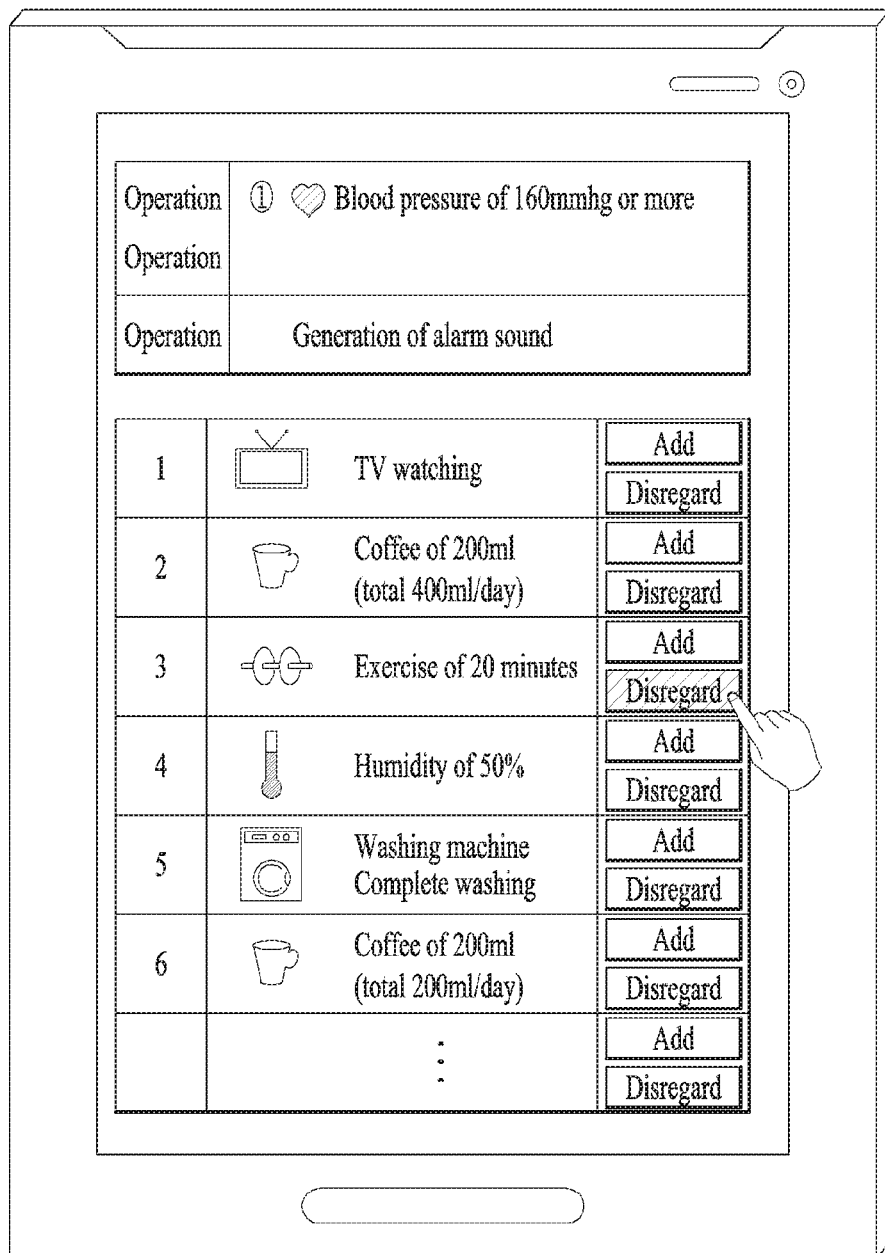 Operation ① Blood pressure of 160mmhg or more
Operation
Operation Generation of alarm sound
1 TV watching Add
Disregard
2 Coffee of 200ml Add
(total 400ml/day) Disregard
3 Exercise of 20 minutes Add
Disregard
4 Humidity of 50% Add
Disregard
5 Washing machine Add
Complete washing Disregard
6 Coffee of 200ml Add
(total 200ml/day) Disregard
Add
Disregard